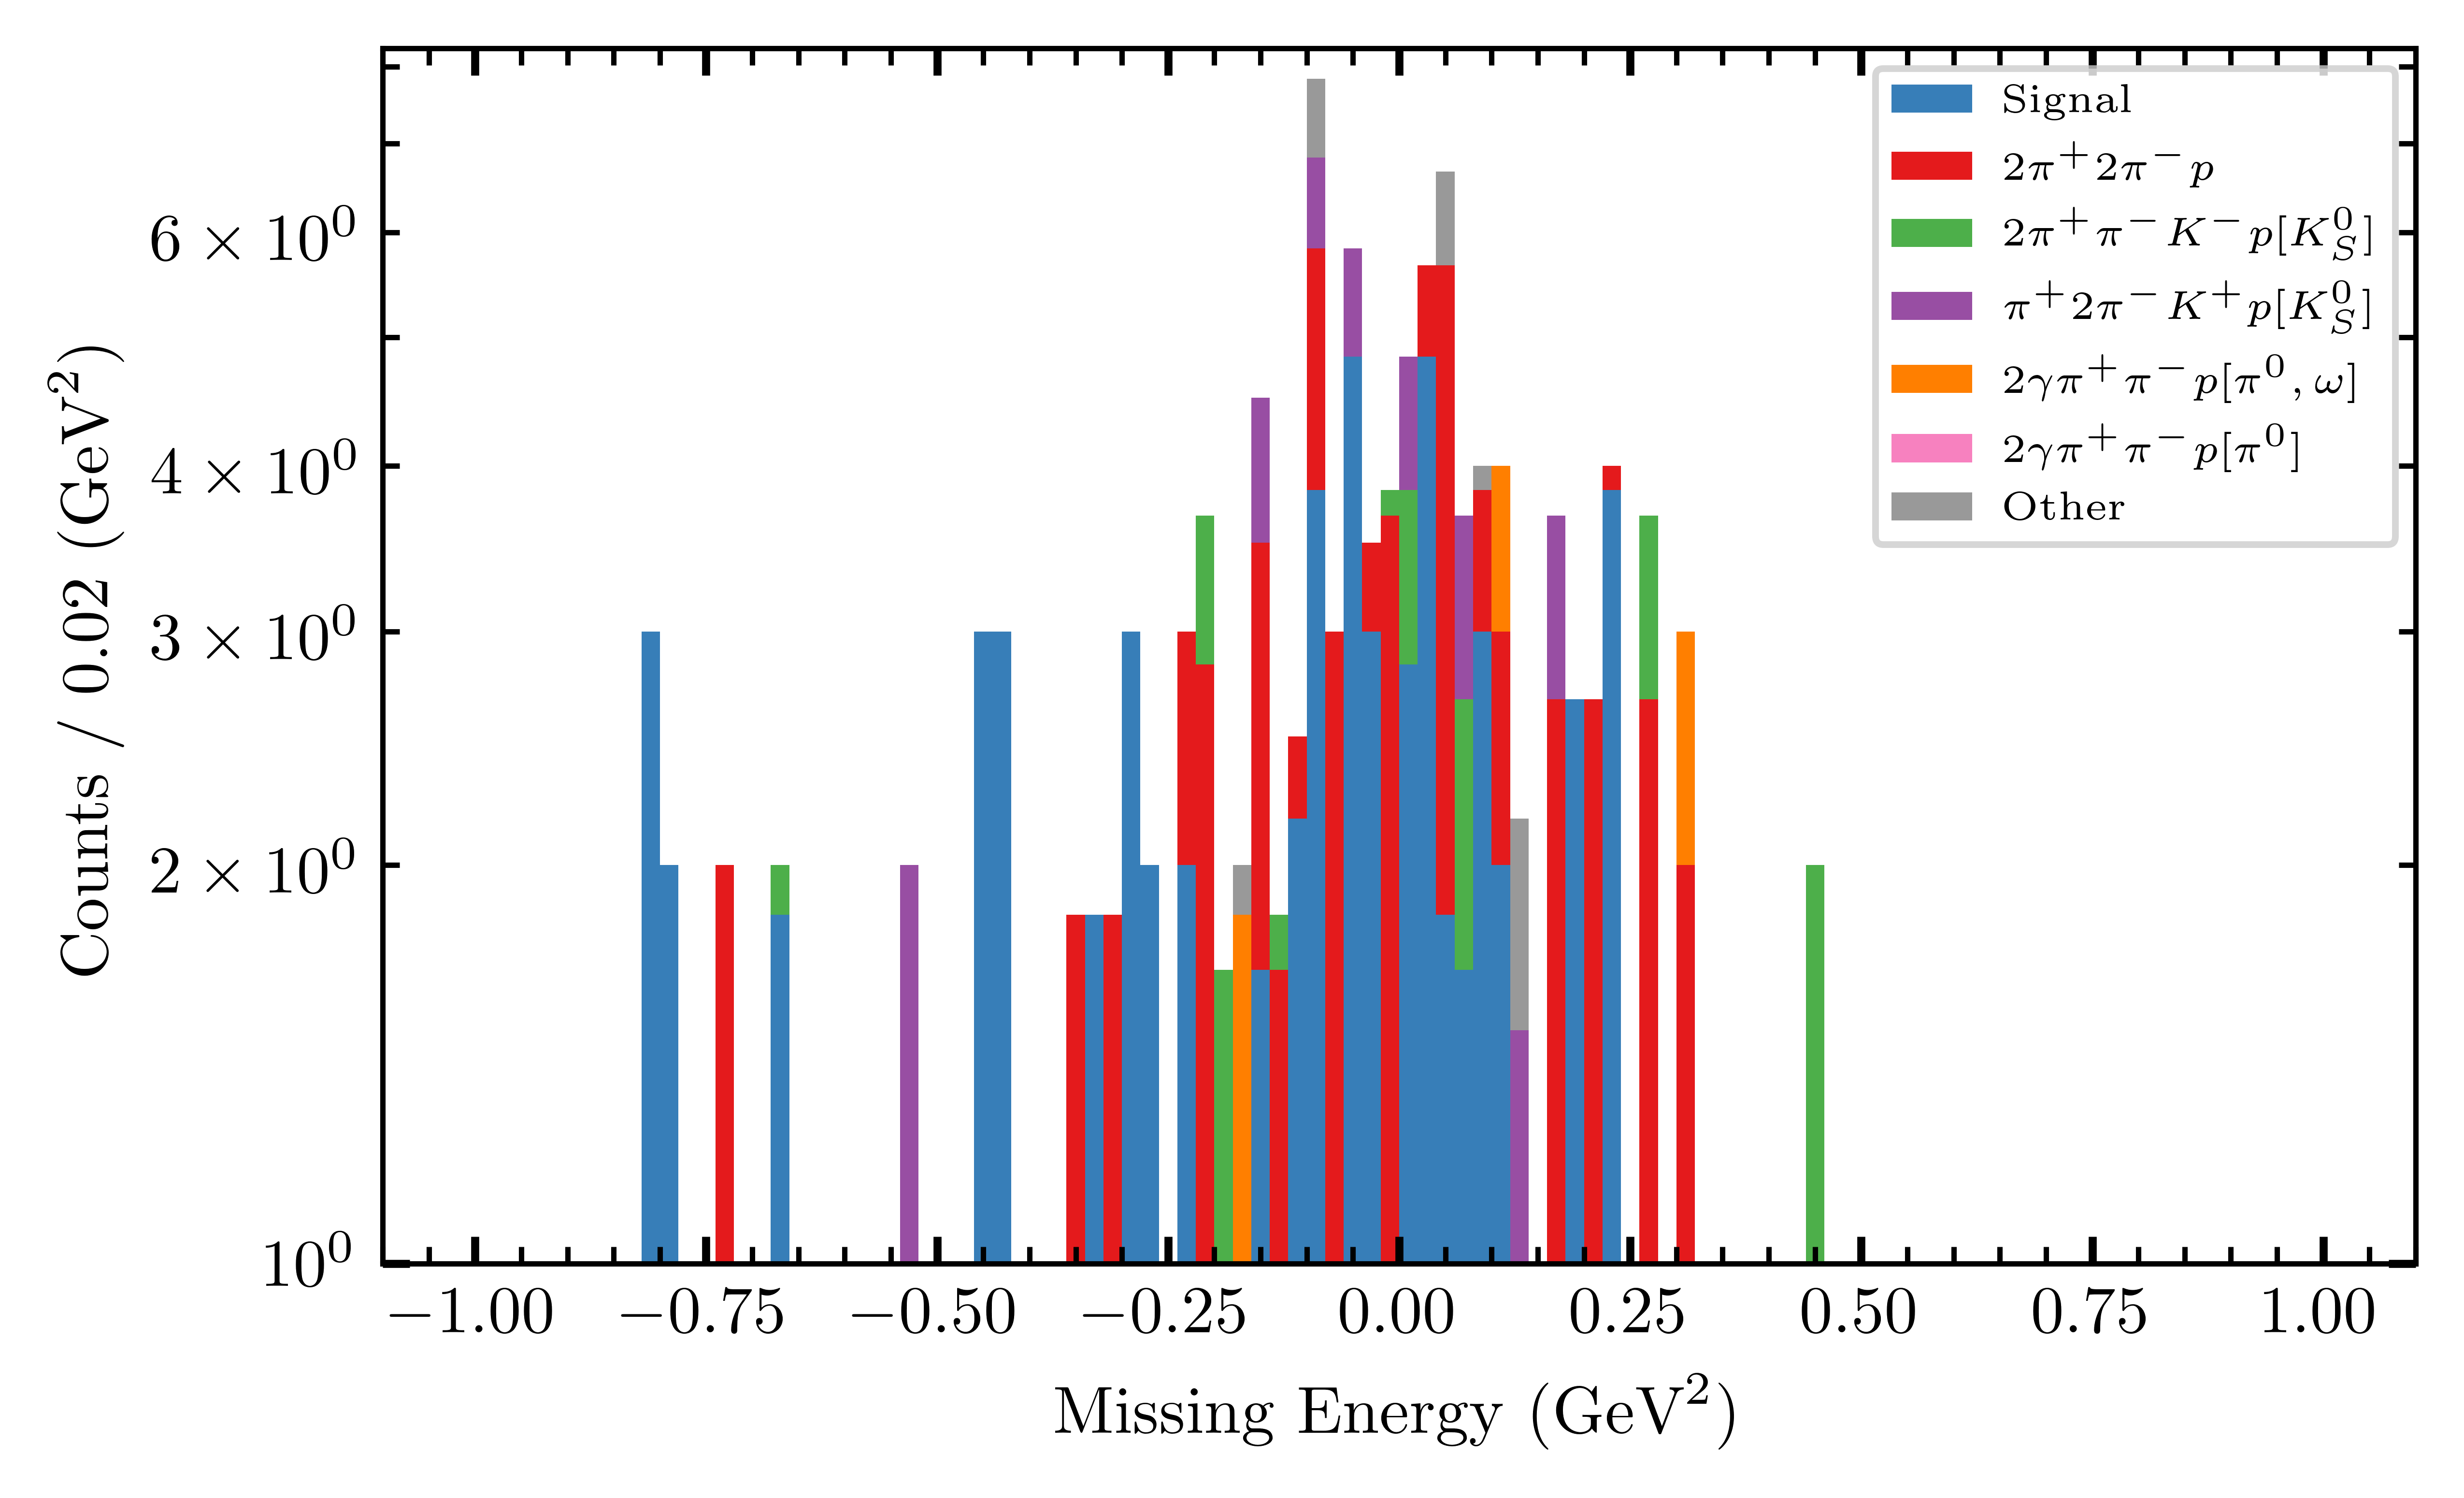 Counts / 0.02 (GeV²)
6 × 10⁰
4 × 10⁰
3 × 10⁰
2 × 10⁰
10⁰
Signal
2π⁺2π⁻p
2π⁺π⁻K⁻p[K_S⁰]
π⁺2π⁻K⁺p[K_S⁰]
2γπ⁺π⁻p[π⁰, ω]
2γπ⁺π⁻p[π⁰]
Other
−1.00 −0.75 −0.50 −0.25 0.00 0.25 0.50 0.75 1.00
Missing Energy (GeV²)